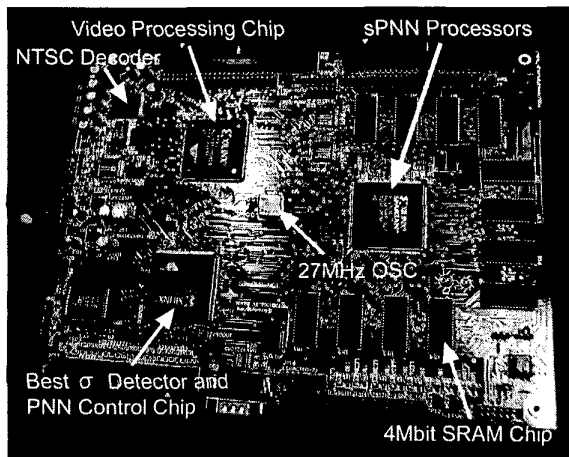 Video Processing Chip
sPNN Processors
NTSC Decoder
27MHz OSC
Best σ Detector and
PNN Control Chip
4Mbit SRAM Chip